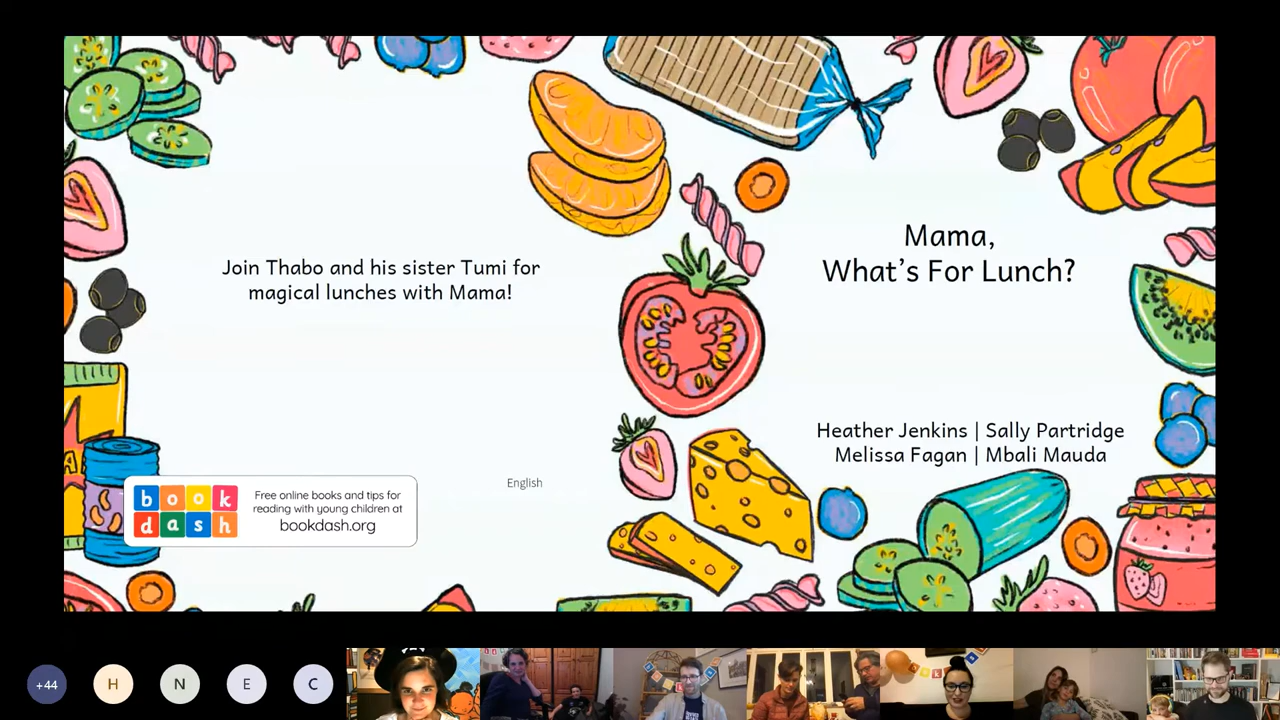 Join Thabo and his sister Tumi for
magical lunches with Mama!
book
dash
Free online books and tips for
reading with young children at
bookdash.org
English
Mama,
What's For Lunch?
Heather Jenkins | Sally Partridge
Melissa Fagan | Mbali Mauda
+44
H
N
E
C